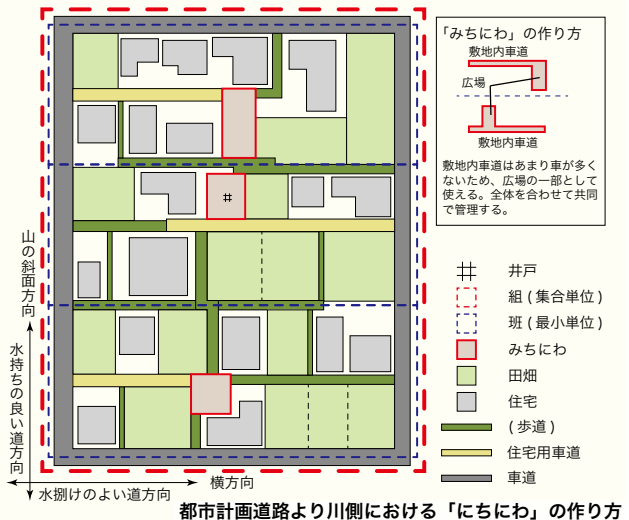 「みちにわ」の作り方
敷地内車道
広場
敷地内車道
敷地内車道はあまり車が多く
ないため、広場の一部として
使える。全体を合わせて共同
で管理する。
井戸
組 ( 集合単位 )
班 ( 最小単位 )
みちにわ
田畑
住宅
( 歩道 )
住宅用車道
車道
山の斜面方向
水持ちの良い道方向
水捌けのよい道方向
横方向
都市計画道路より川側における「にちにわ」の作り方